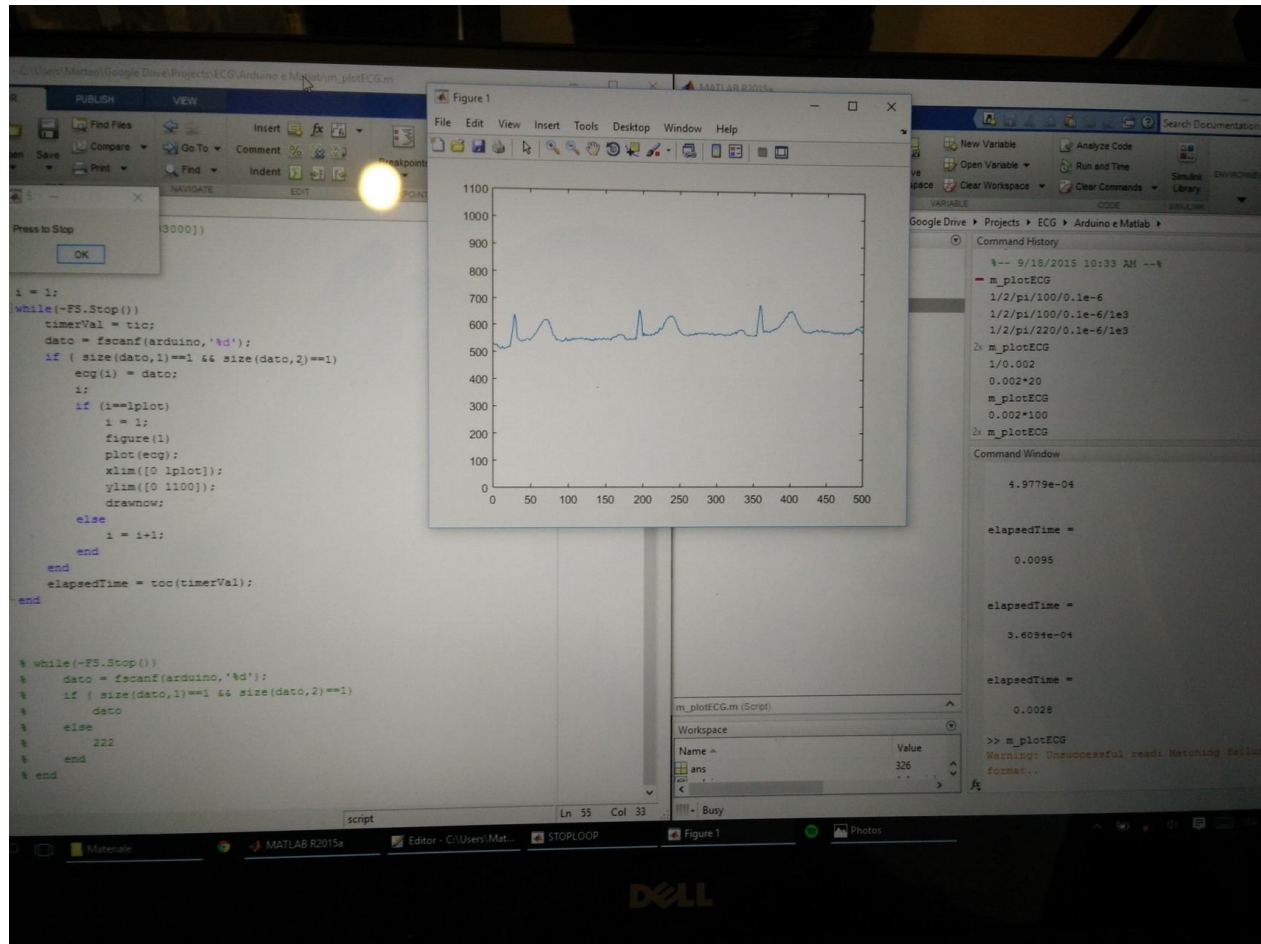 C:\Users\Matteo\Google Drive\Projects\ECG\Arduino e Matlab\m_plotECG.m
PUBLISH VIEW
Save
Find Files
Compare
Print
Go To
Find
NAVIGATE
Insert fx
Comment
Indent
EDIT
Breakpoints
S
Press to Stop
OK
3000])
i = 1;
while(~FS.Stop())
timerVal = tic;
dato = fscanf(arduino,'%d');
if ( size(dato,1)==1 && size(dato,2)==1)
ecg(i) = dato;
i;
if (i==lplot)
i = 1;
figure(1)
plot(ecg);
xlim([0 lplot]);
ylim([0 1100]);
drawnow;
else
i = i+1;
end
end
elapsedTime = toc(timerVal);
end
% while(~FS.Stop())
% dato = fscanf(arduino,'%d');
% if ( size(dato,1)==1 && size(dato,2)==1)
% dato
% else
% 222
% end
% end
script Ln 55 Col 33
Figure 1
File Edit View Insert Tools Desktop Window Help
1100
1000
900
800
700
600
500
400
300
200
100
0
0 50 100 150 200 250 300 350 400 450 500
MATLAB R2015a
Search Documentation
New Variable
Open Variable
Clear Workspace
VARIABLE
Analyze Code
Run and Time
Clear Commands
CODE
Simulink
Library
SIMULINK
Google Drive Projects ECG Arduino e Matlab
Command History
%-- 9/18/2015 10:33 AM --%
m_plotECG
1/2/pi/100/0.1e-6
1/2/pi/100/0.1e-6/1e3
1/2/pi/220/0.1e-6/1e3
2x m_plotECG
1/0.002
0.002*20
m_plotECG
0.002*100
2x m_plotECG
Command Window
4.9779e-04
elapsedTime =
0.0095
elapsedTime =
3.6094e-04
elapsedTime =
0.0028
>> m_plotECG
Warning: Unsuccessful read: Matching
format..
fx
m_plotECG.m (Script)
Workspace
Name Value
ans 326
Busy
Materiale
MATLAB R2015a
Editor - C:\Users\Mat...
STOPLOOP
Figure 1
Photos
DELL